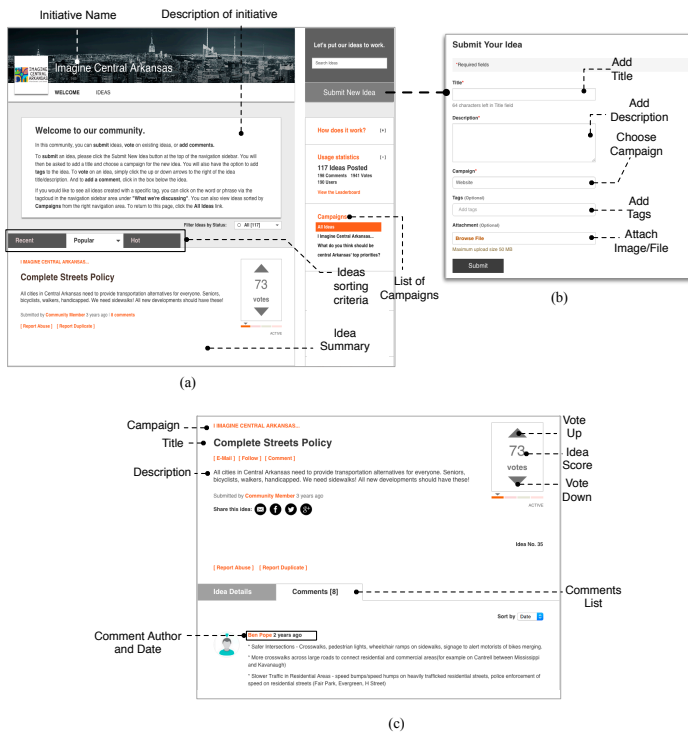 Initiative Name
Description of initiative
IMAGINE
CENTRAL
ARKANSAS
Imagine Central Arkansas
WELCOME IDEAS
Let's put our ideas to work.
Search Ideas
Submit New Idea
Welcome to our community.
In this community, you can submit ideas, vote on existing ideas, or add comments.
To submit an idea, please click the Submit New Idea button at the top of the navigation sidebar. You will
then be asked to add a title and choose a campaign for the new idea. You will also have the option to add
tags to the idea. To vote on an idea, simply click the up or down arrows to the right of the idea
title/description. And to add a comment, click in the box below the idea.
If you would like to see all ideas created with a specific tag, you can click on the word or phrase via the
tagcloud in the navigation sidebar area under "What we're discussing". You can also view ideas sorted by
Campaigns from the right navigation area. To return to this page, click the All Ideas link.
How does it work? [+]
Usage statistics [-]
117 Ideas Posted
198 Comments 1941 Votes
190 Users
View the Leaderboard
Filter Ideas by Status: All [117]
Recent Popular Hot
Campaigns
All Ideas
I Imagine Central Arkansas...
What do you think should be
central Arkansas' top priorities?
I IMAGINE CENTRAL ARKANSAS...
Complete Streets Policy
All cities in Central Arkansas need to provide transportation alternatives for everyone. Seniors,
bicyclists, walkers, handicapped. We need sidewalks! All new developments should have these!
Submitted by Community Member 3 years ago | 8 comments
[ Report Abuse ] [ Report Duplicate ]
73
votes
ACTIVE
Ideas
sorting
criteria
List of
Campaigns
Idea
Summary
(a)
Submit Your Idea
*Required fields
Title*
64 characters left in Title field
Description*
Campaign*
Website
Tags (Optional)
Add tags
Attachment (Optional)
Browse File
Maximum upload size 60 MB
Submit
Add
Title
Add
Description
Choose
Campaign
Add
Tags
Attach
Image/File
(b)
Campaign
I IMAGINE CENTRAL ARKANSAS...
Title
Complete Streets Policy
[ E-Mail ] [ Follow ] [ Comment ]
Description
All cities in Central Arkansas need to provide transportation alternatives for everyone. Seniors,
bicyclists, walkers, handicapped. We need sidewalks! All new developments should have these!
Submitted by Community Member 3 years ago
Share this idea:
73
votes
ACTIVE
Vote
Up
Idea
Score
Vote
Down
Idea No. 35
[ Report Abuse ] [ Report Duplicate ]
Idea Details Comments [8]
Comments
List
Sort by Date
Comment Author
and Date
Ben Pope 2 years ago
* Safer Intersections - Crosswalks, pedestrian lights, wheelchair ramps on sidewalks, signage to alert motorists of bikes merging.
* More crosswalks across large roads to connect residential and commercial areas(for example on Cantrell between Mississippi
and Kavanaugh)
* Slower Traffic in Residential Areas - speed bumps/speed humps on heavily trafficked residential streets, police enforcement of
speed on residential streets (Fair Park, Evergreen, H Street)
(c)